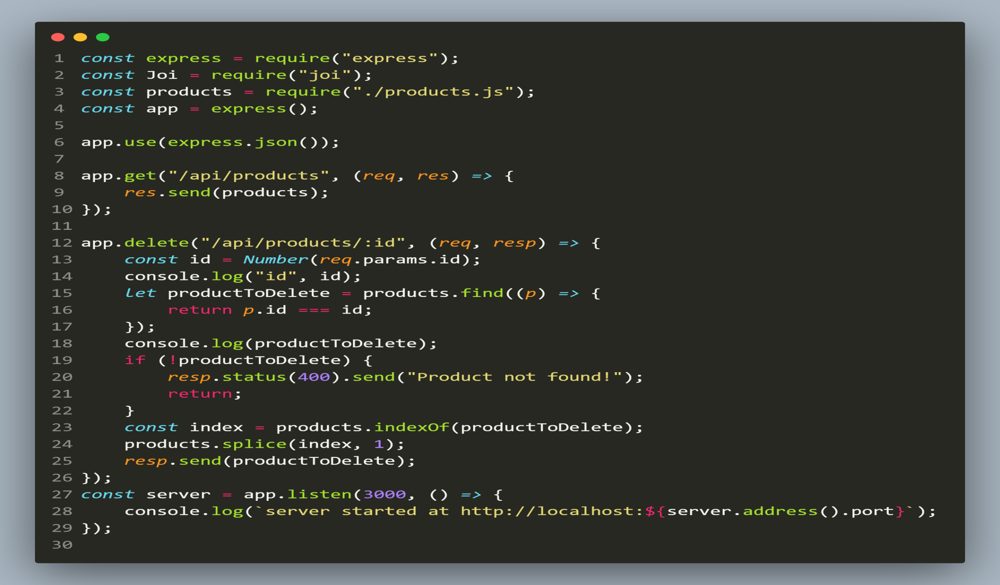 1 const express = require("express");
2 const Joi = require("joi");
3 const products = require("./products.js");
4 const app = express();
5
6 app.use(express.json());
7
8 app.get("/api/products", (req, res) => {
9     res.send(products);
10 });
11
12 app.delete("/api/products/:id", (req, resp) => {
13     const id = Number(req.params.id);
14     console.log("id", id);
15     let productToDelete = products.find((p) => {
16         return p.id === id;
17     });
18     console.log(productToDelete);
19     if (!productToDelete) {
20         resp.status(400).send("Product not found!");
21         return;
22     }
23     const index = products.indexOf(productToDelete);
24     products.splice(index, 1);
25     resp.send(productToDelete);
26 });
27 const server = app.listen(3000, () => {
28     console.log(`server started at http://localhost:${server.address().port}`);
29 });
30